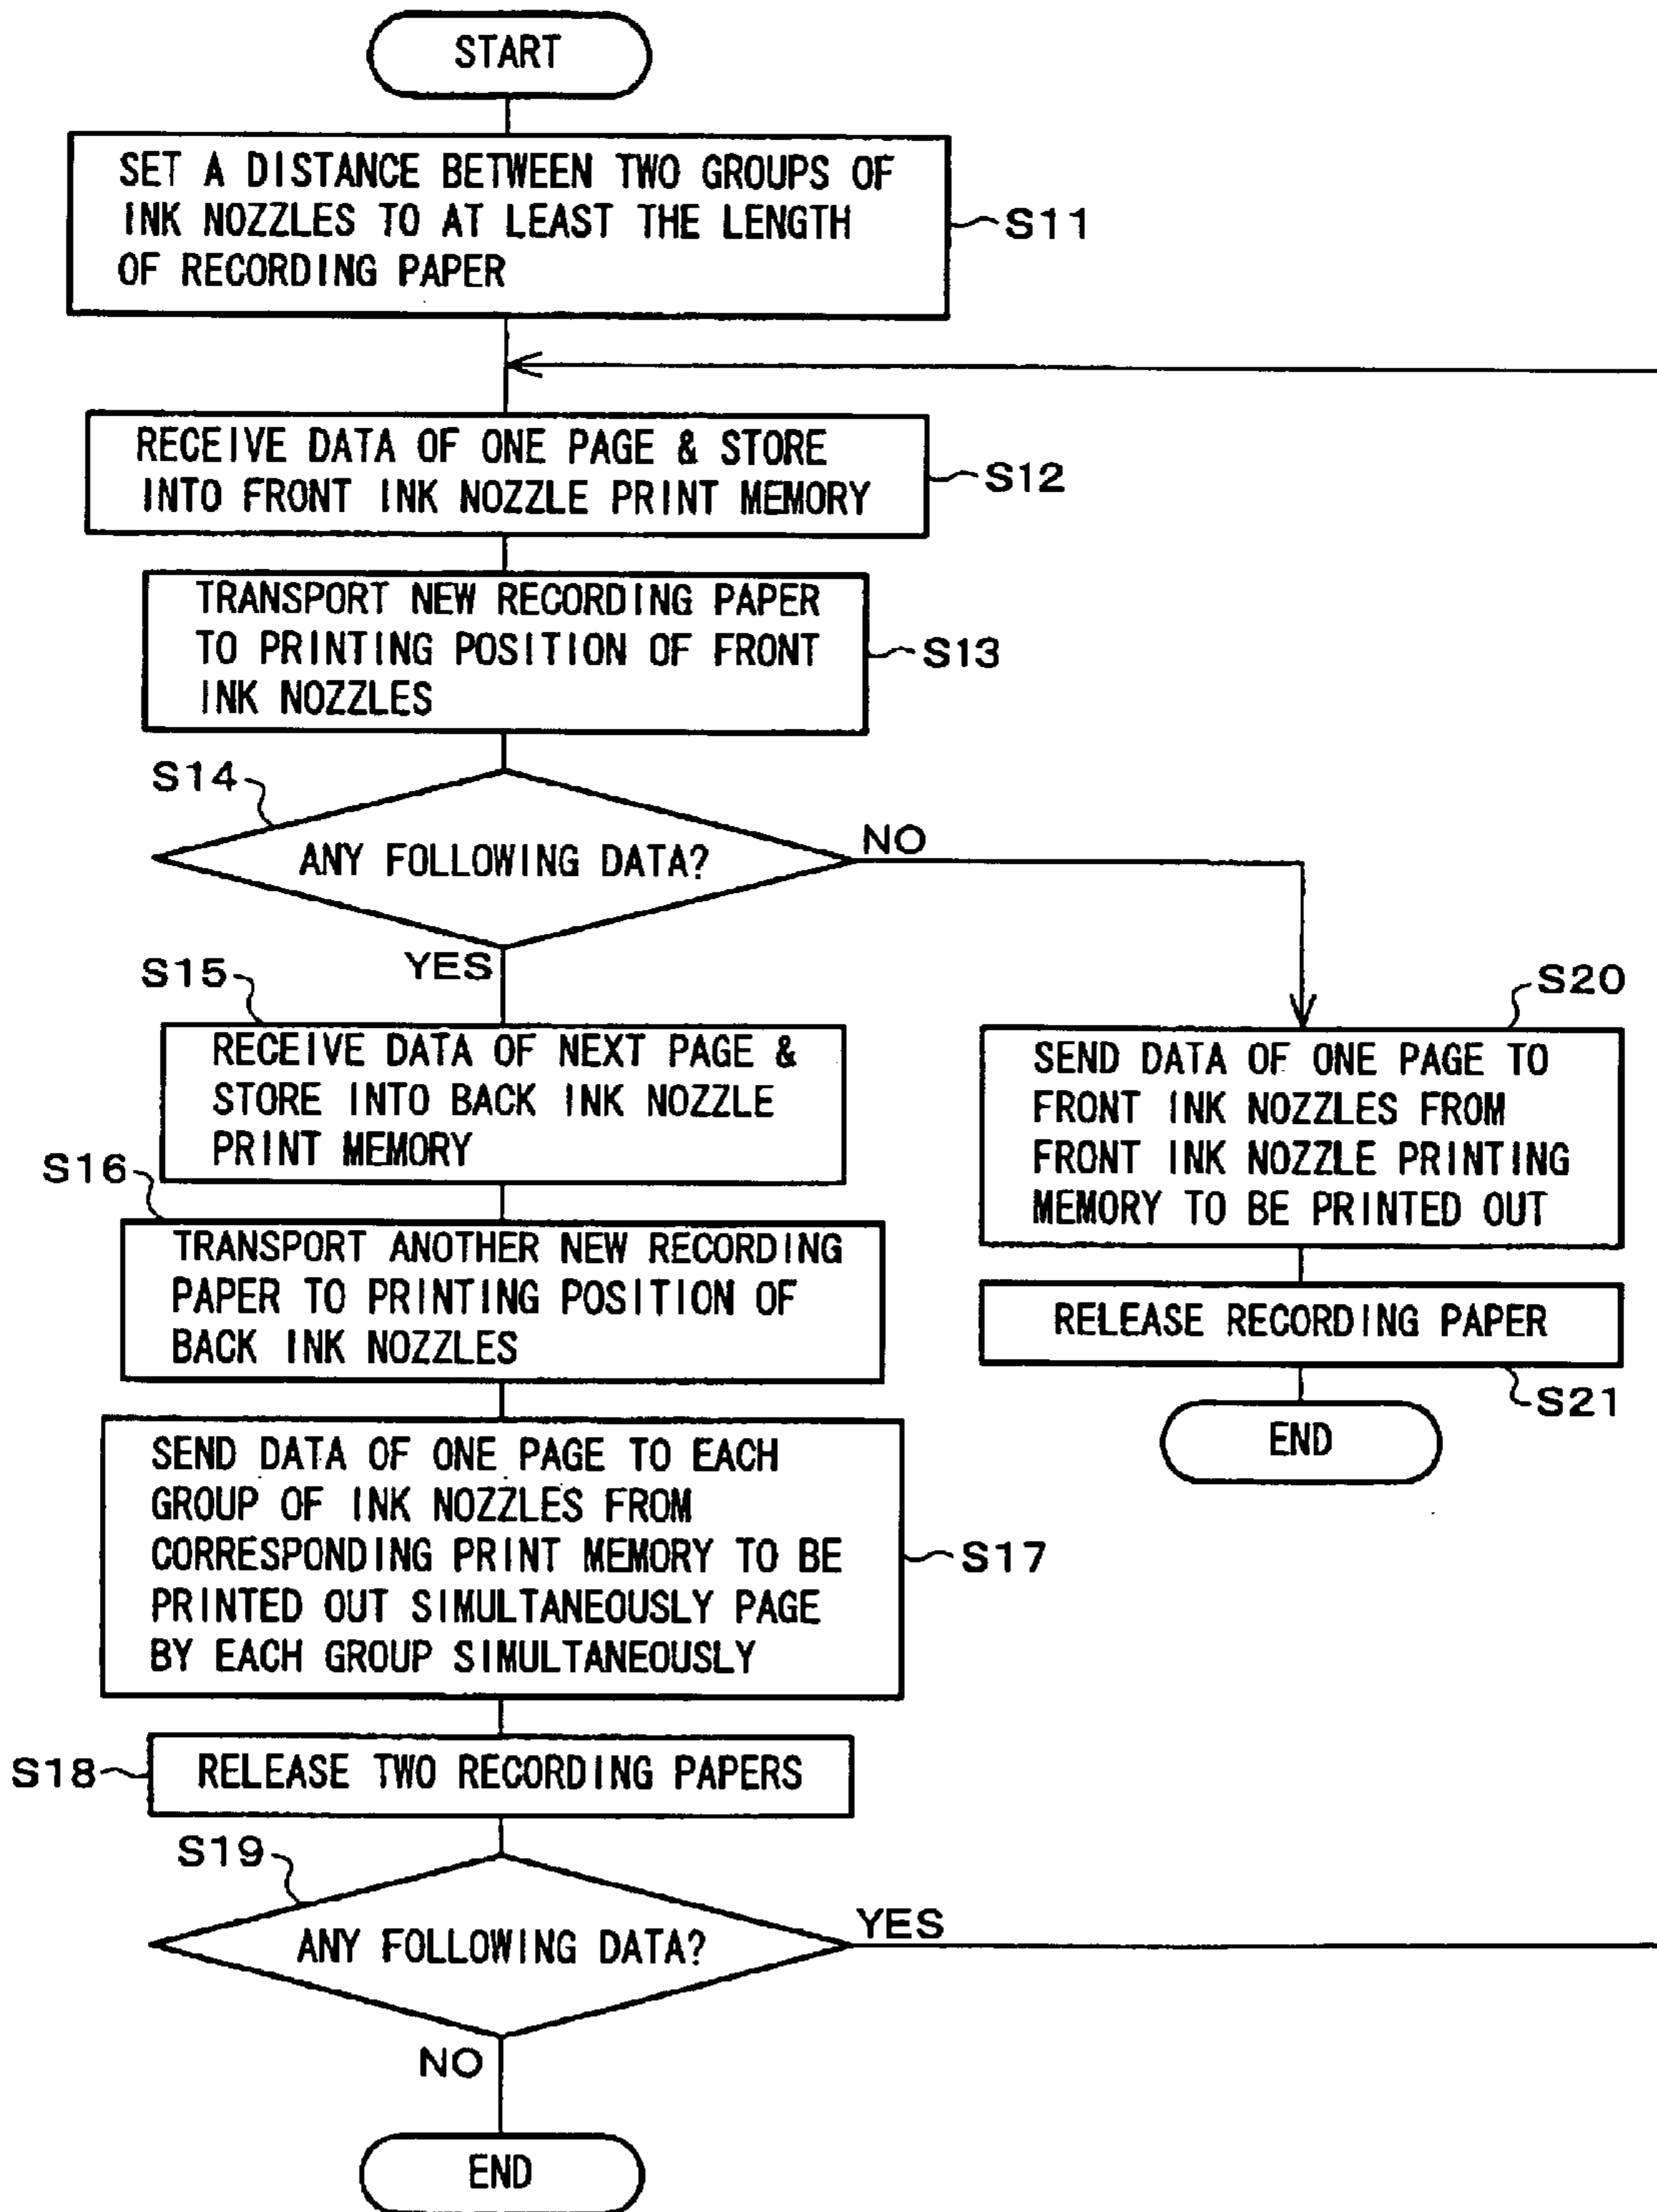 START
SET A DISTANCE BETWEEN TWO GROUPS OF
INK NOZZLES TO AT LEAST THE LENGTH
OF RECORDING PAPER
S11
RECEIVE DATA OF ONE PAGE & STORE
INTO FRONT INK NOZZLE PRINT MEMORY
S12
TRANSPORT NEW RECORDING PAPER
TO PRINTING POSITION OF FRONT
INK NOZZLES
S13
S14
ANY FOLLOWING DATA?
NO
YES
S15
RECEIVE DATA OF NEXT PAGE &
STORE INTO BACK INK NOZZLE
PRINT MEMORY
S16
TRANSPORT ANOTHER NEW RECORDING
PAPER TO PRINTING POSITION OF
BACK INK NOZZLES
SEND DATA OF ONE PAGE TO EACH
GROUP OF INK NOZZLES FROM
CORRESPONDING PRINT MEMORY TO BE
PRINTED OUT SIMULTANEOUSLY PAGE
BY EACH GROUP SIMULTANEOUSLY
S17
S18
RELEASE TWO RECORDING PAPERS
S19
ANY FOLLOWING DATA?
YES
NO
END
S20
SEND DATA OF ONE PAGE TO
FRONT INK NOZZLES FROM
FRONT INK NOZZLE PRINTING
MEMORY TO BE PRINTED OUT
RELEASE RECORDING PAPER
S21
END